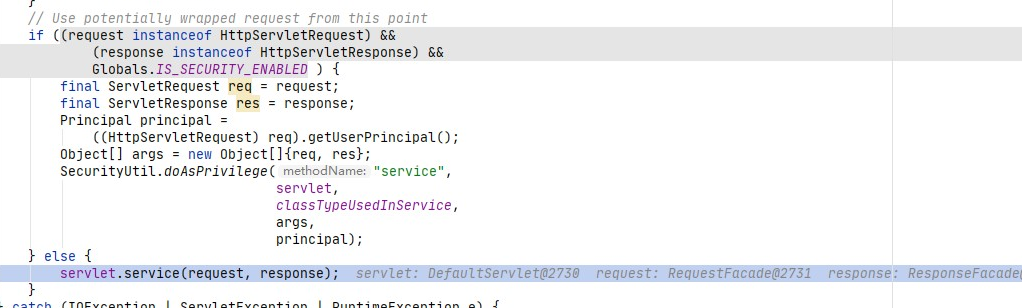 }
// Use potentially wrapped request from this point
if ((request instanceof HttpServletRequest) &&
(response instanceof HttpServletResponse) &&
Globals.IS_SECURITY_ENABLED ) {
final ServletRequest req = request;
final ServletResponse res = response;
Principal principal =
((HttpServletRequest) req).getUserPrincipal();
Object[] args = new Object[]{req, res};
SecurityUtil.doAsPrivilege( methodName: "service",
servlet,
classTypeUsedInService,
args,
principal);
} else {
servlet.service(request, response); servlet: DefaultServlet@2730 request: RequestFacade@2731 response: ResponseFacade@
}
catch (IOException | ServletException | RuntimeException e) {